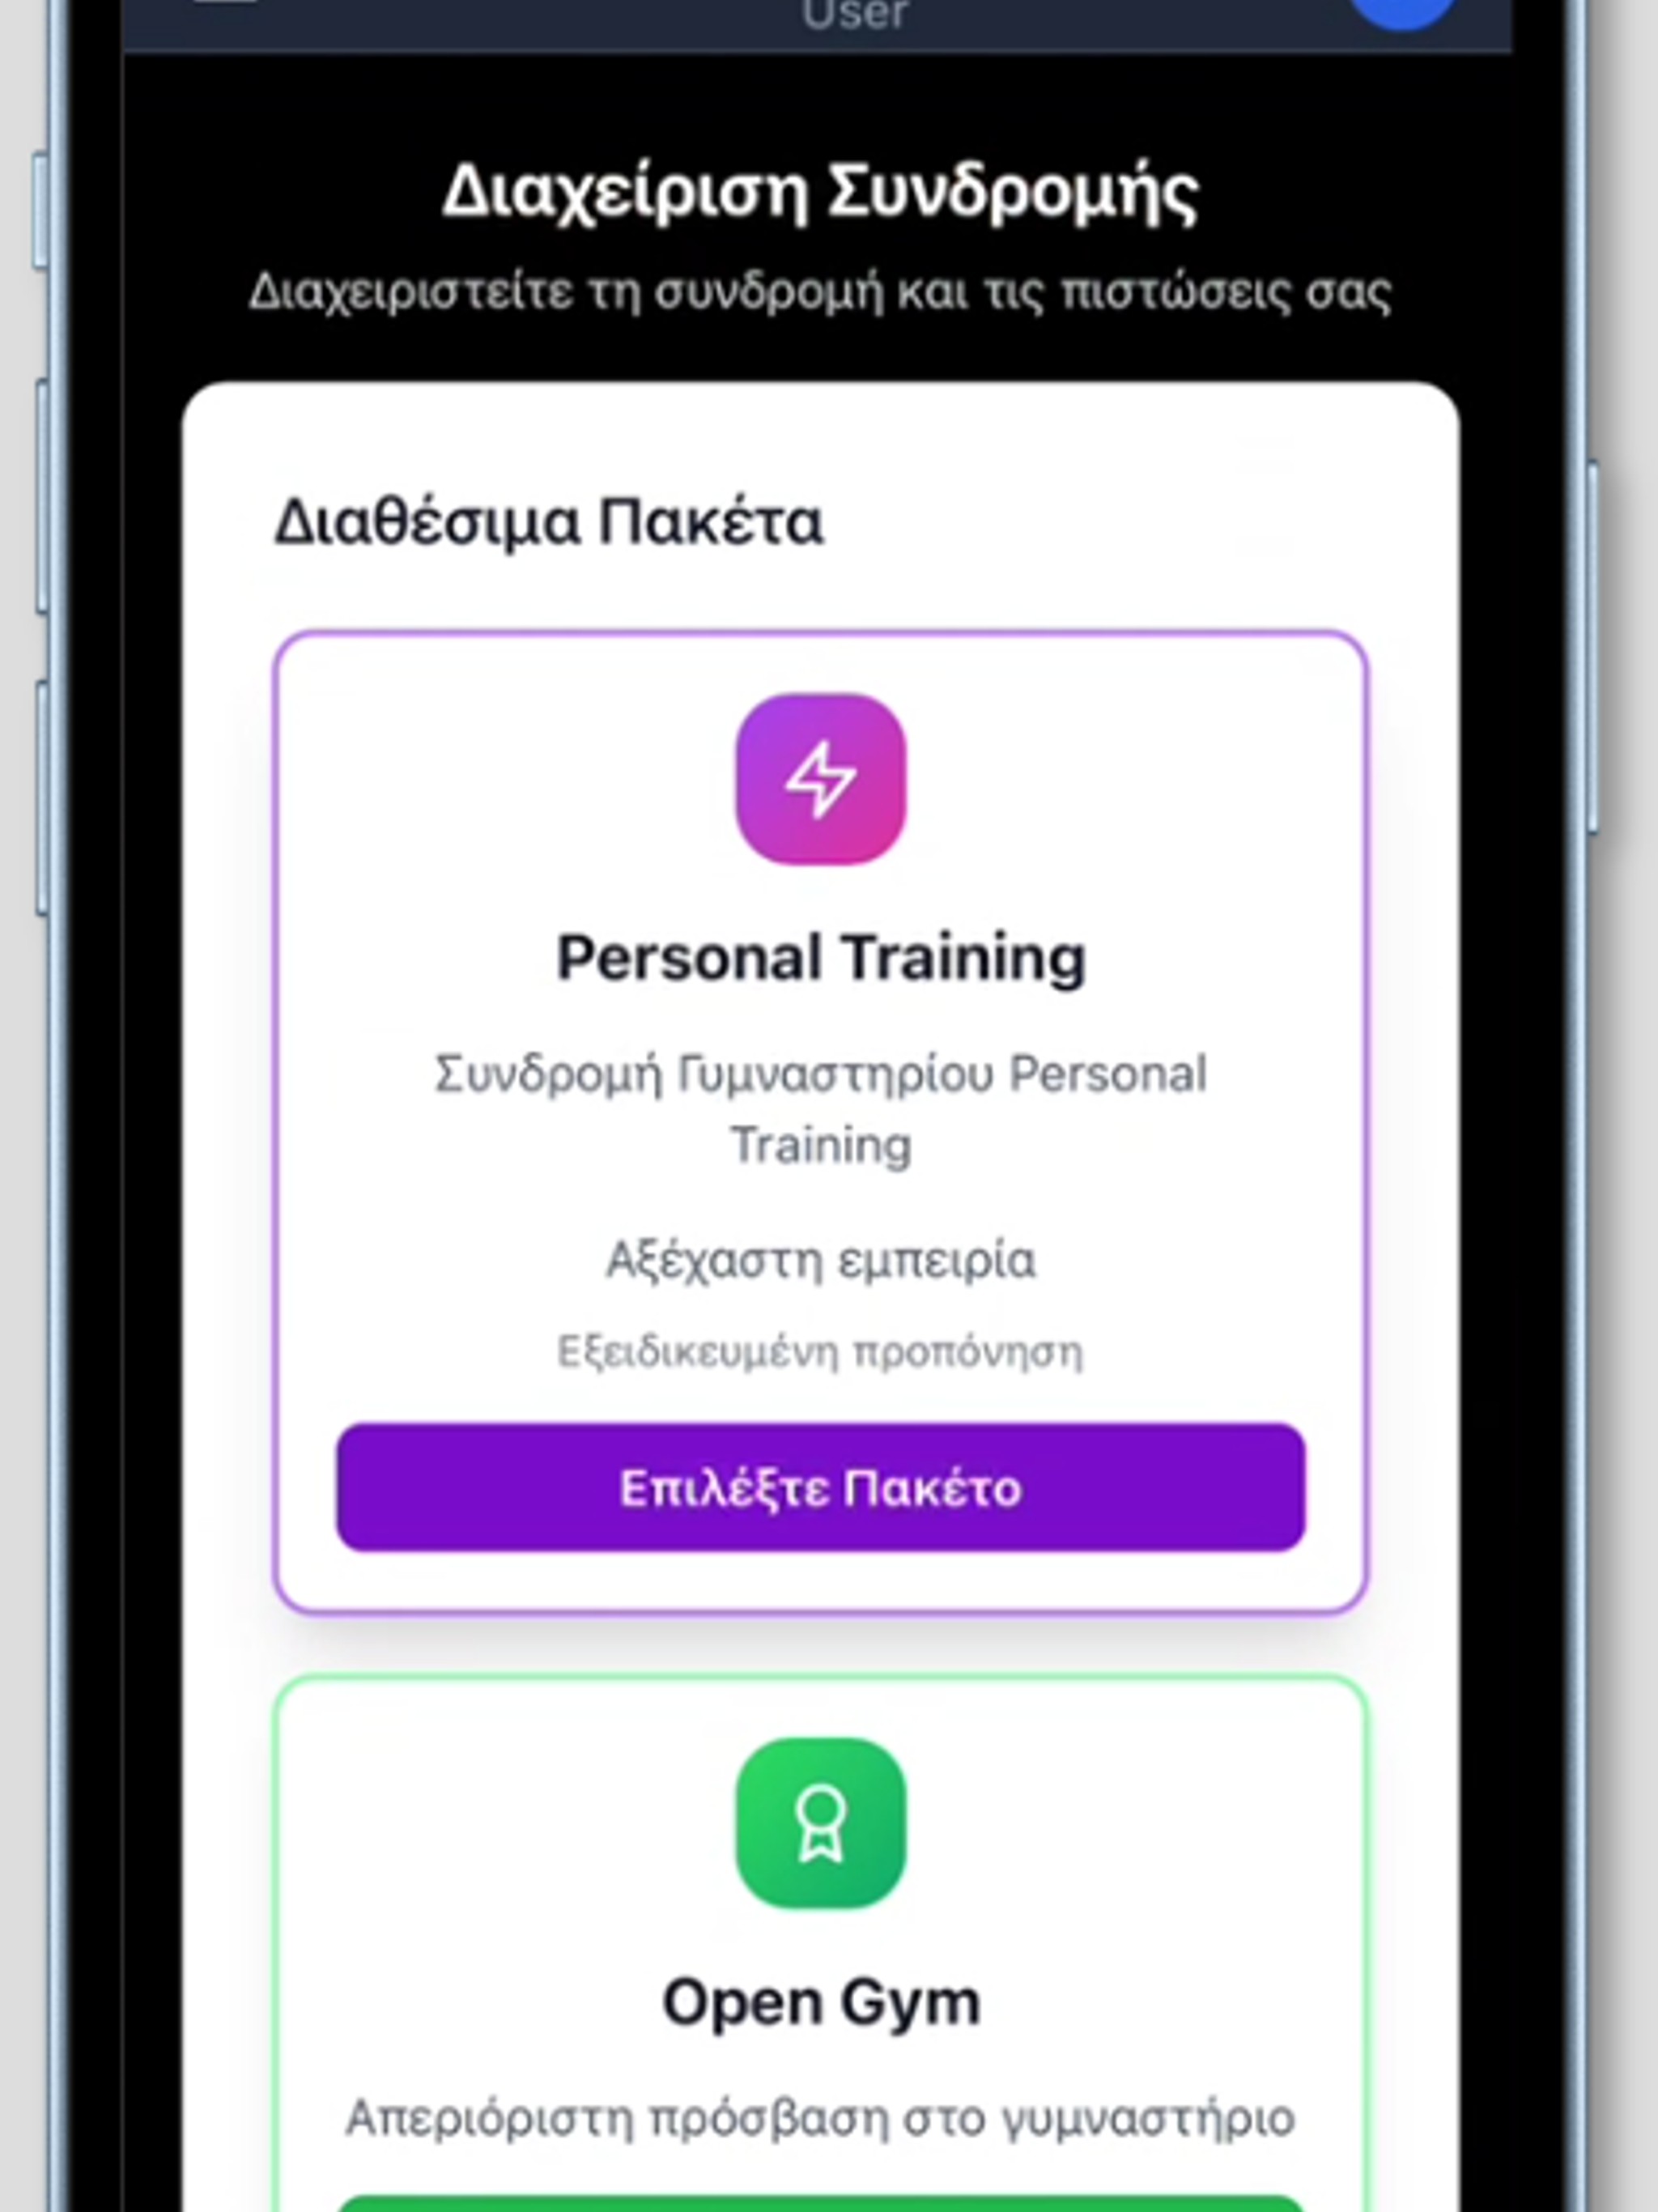 User
Διαχείριση Συνδρομής
Διαχειριστείτε τη συνδρομή και τις πιστώσεις σας
Διαθέσιμα Πακέτα
Personal Training
Συνδρομή Γυμναστηρίου Personal
Training
Αξέχαστη εμπειρία
Εξειδικευμένη προπόνηση
Επιλέξτε Πακέτο
Open Gym
Απεριόριστη πρόσβαση στο γυμναστήριο